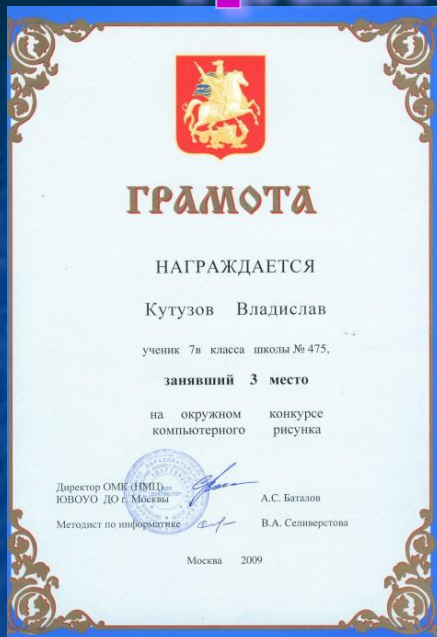 ГРАМОТА
НАГРАЖДАЕТСЯ
Кутузов Владислав
ученик 7в класса школы № 475,
занявший 3 место
на окружном конкурсе
компьютерного рисунка
Директор ОМК (НМЦ)
ЮВОУО ДО г. Москвы А.С. Баталов
Методист по информатике В.А. Селиверстова
Москва 2009